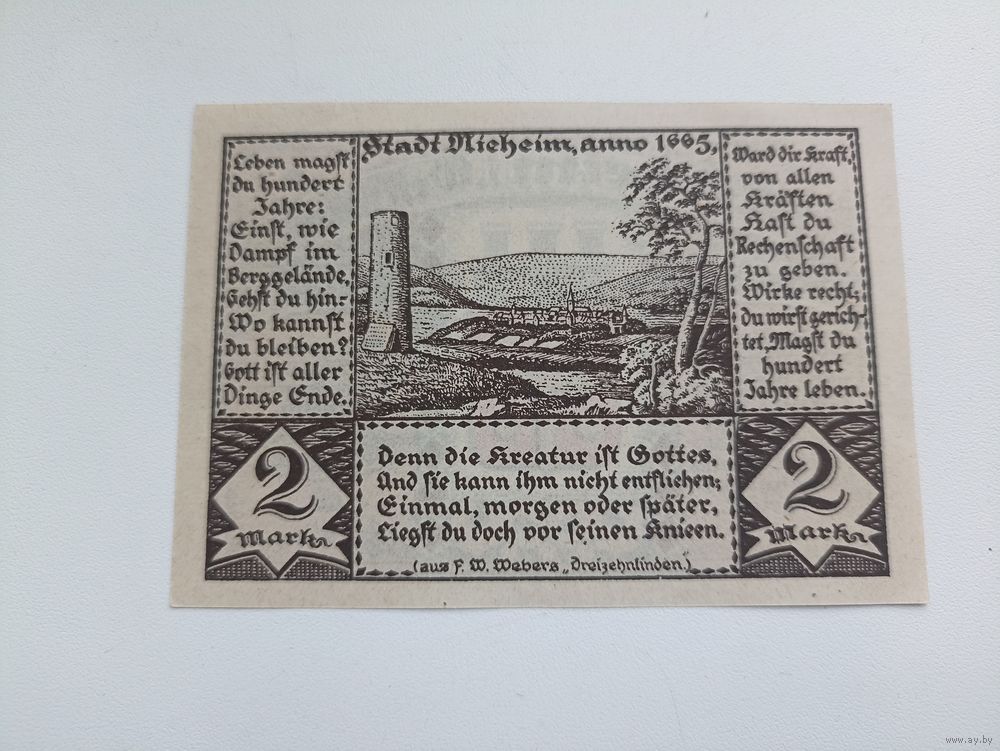 Stadt Nieheim, anno 1665,
Leben magst
du hundert
Jahre:
Einst, wie
Dampf im
Berggelände,
Gehst du hin:
Wo kannst
du bleiben?
Gott ist aller
Dinge Ende.
Ward dir Kraft,
von allen
Kräften
Hast du
Rechenschaft
zu geben.
Wirke recht;
du wirst gerich-
tet, Magst du
hundert
Jahre leben.
Denn die Kreatur ist Gottes,
Und sie kann ihm nicht entfliehen;
Einmal, morgen oder später,
Liegst du doch vor seinen Knieen.
(aus F. W. Webers „Dreizehnlinden.)
2
Mark
2
Mark
www.ay.by